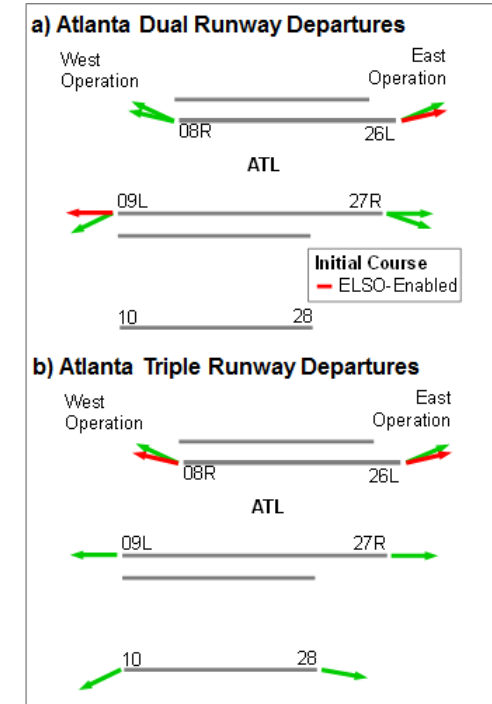 a) Atlanta Dual Runway Departures
West
Operation
East
Operation
08R
26L
ATL
09L
27R
Initial Course
ELSO-Enabled
10
28
b) Atlanta Triple Runway Departures
West
Operation
East
Operation
08R
26L
ATL
09L
27R
10
28